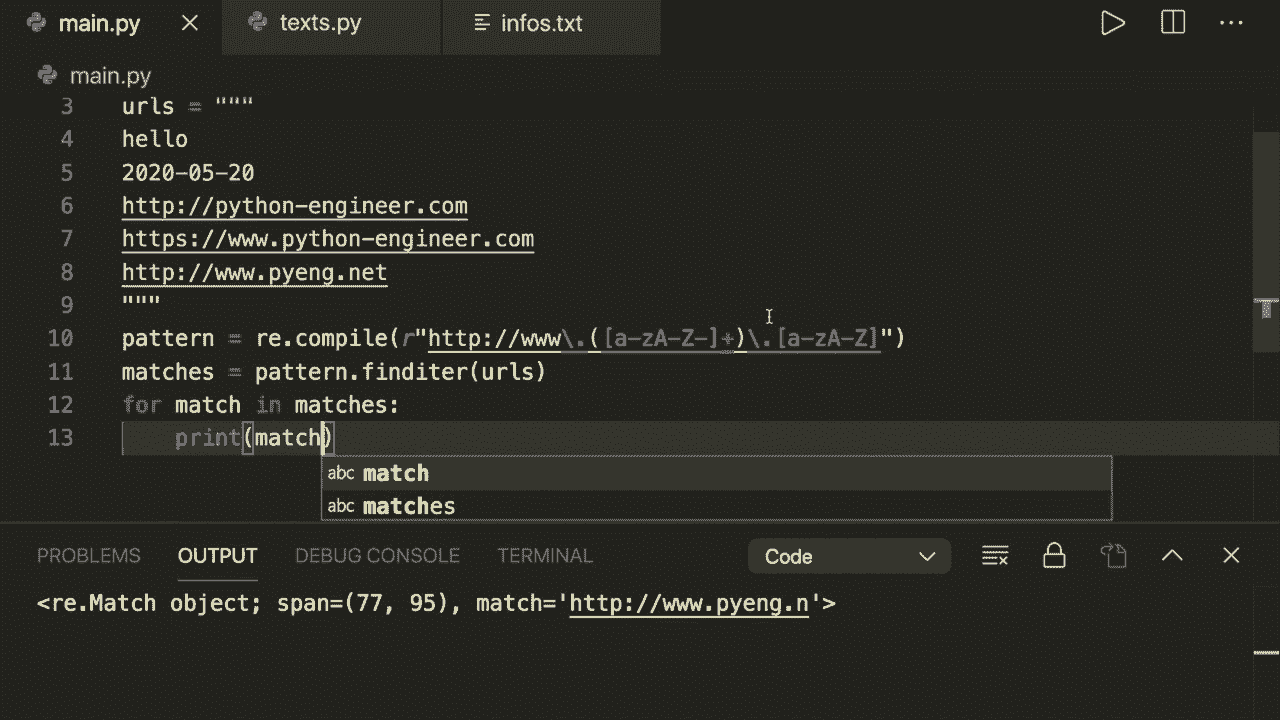 main.py texts.py infos.txt
main.py
3 urls = """
4 hello
5 2020-05-20
6 http://python-engineer.com
7 https://www.python-engineer.com
8 http://www.pyeng.net
9 """
10 pattern = re.compile(r"http://www\.([a-zA-Z-]+)\.[a-zA-Z]")
11 matches = pattern.finditer(urls)
12 for match in matches:
13 print(match)
abc match
abc matches
PROBLEMS OUTPUT DEBUG CONSOLE TERMINAL Code
<re.Match object; span=(77, 95), match='http://www.pyeng.n'>